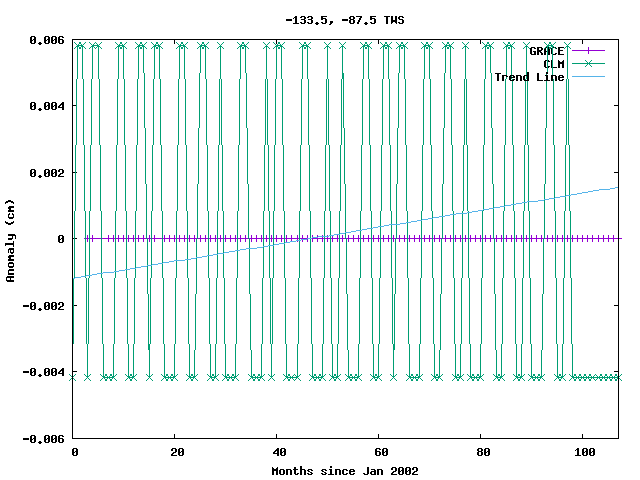 -133.5, -87.5 TWS
0.006
0.004
0.002
0
-0.002
-0.004
-0.006
Anomaly (cm)
GRACE
CLM
Trend Line
0 20 40 60 80 100
Months since Jan 2002